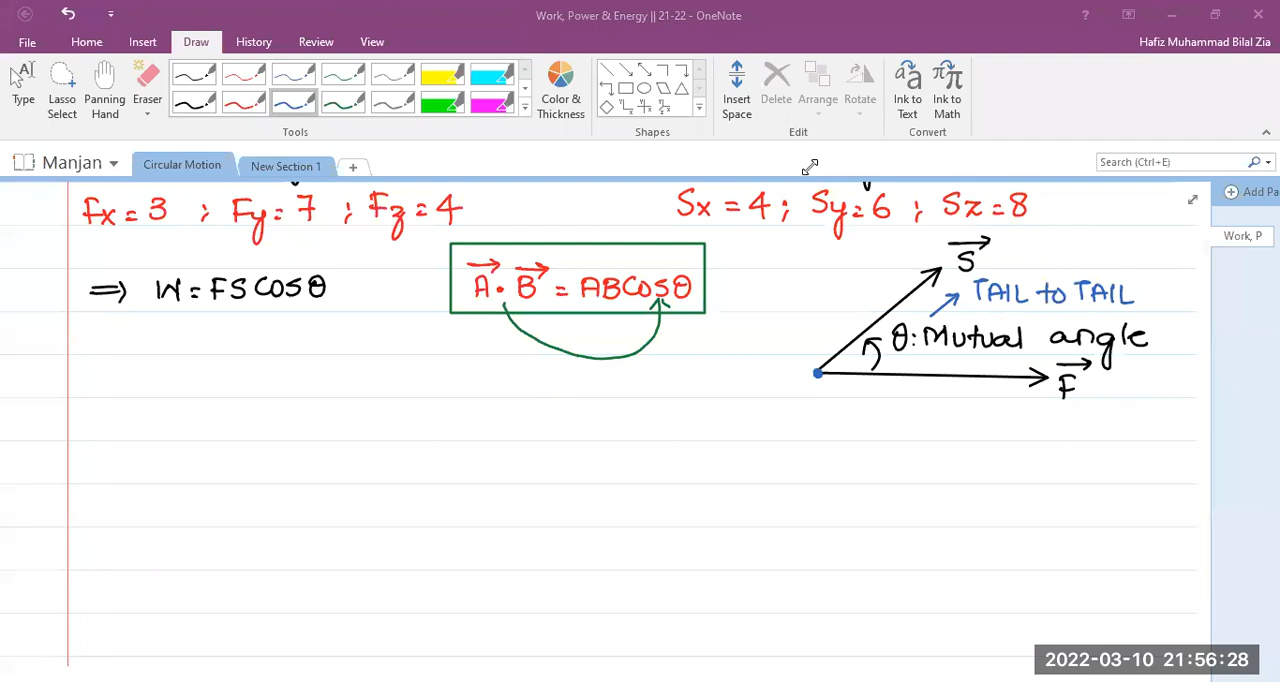 Work, Power & Energy || 21-22 - OneNote
File Home Insert Draw History Review View Hafiz Muhammad Bilal Zia
Type
Lasso Select
Panning Hand
Eraser
Color & Thickness
Insert Space
Delete
Arrange
Rotate
Ink to Text
Ink to Math
Tools Shapes Edit Convert
Manjan Circular Motion New Section 1 Search (Ctrl+E)
Add Pa
Work, P
Fx = 3 ; Fy = 7 ; Fz = 4 Sx = 4 ; Sy = 6 ; Sz = 8
⇒ W = FSCOSθ
A⃗ · B⃗ = ABCOSθ
S⃗
TAIL to TAIL
θ: Mutual angle
F⃗
2022-03-10 21:56:28